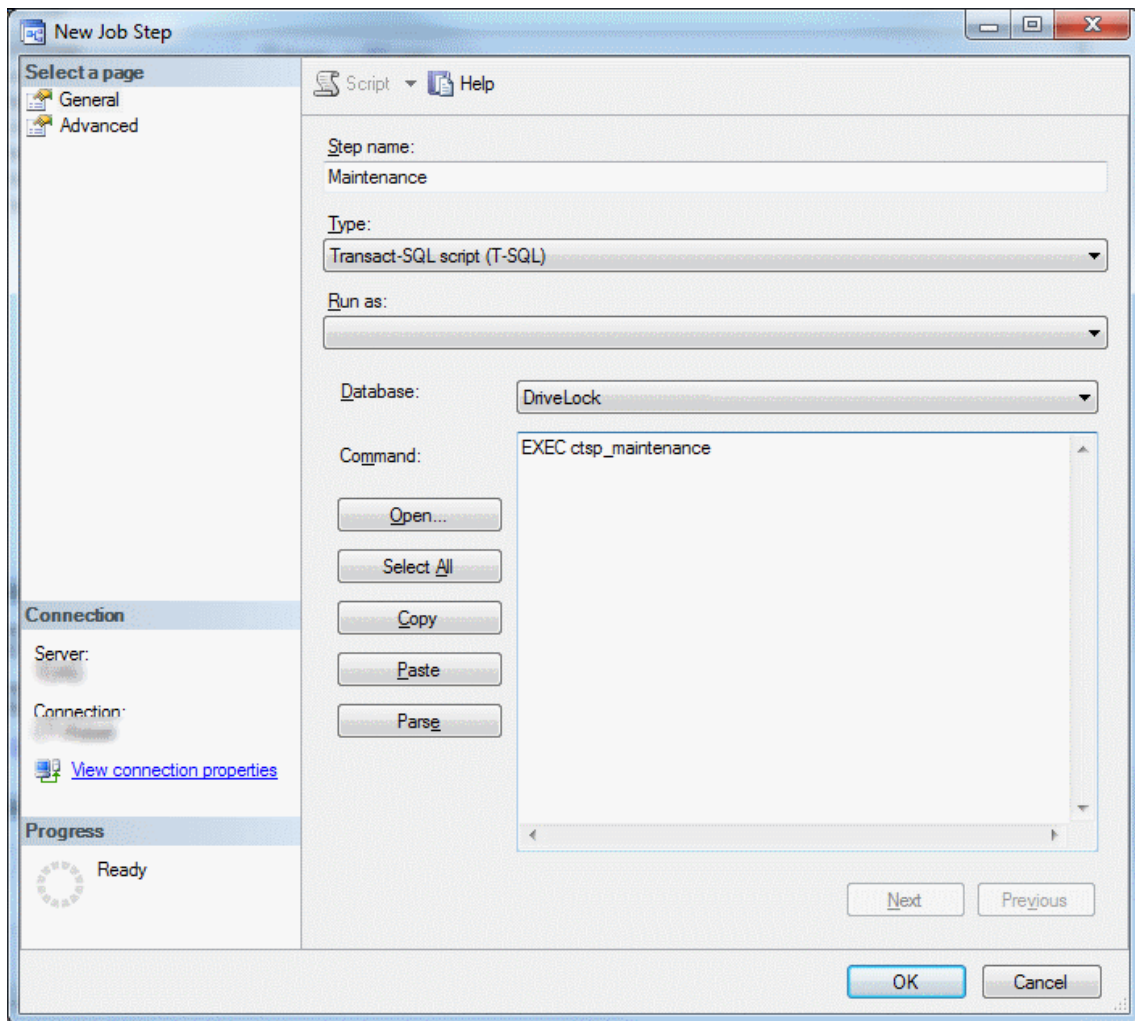 New Job Step
Select a page
General
Advanced
Script
Help
Step name:
Maintenance
Type:
Transact-SQL script (T-SQL)
Run as:
Database:
DriveLock
Command:
EXEC ctsp_maintenance
Open...
Select All
Copy
Paste
Parse
Connection
Server:
Connection:
View connection properties
Progress
Ready
Next
Previous
OK
Cancel